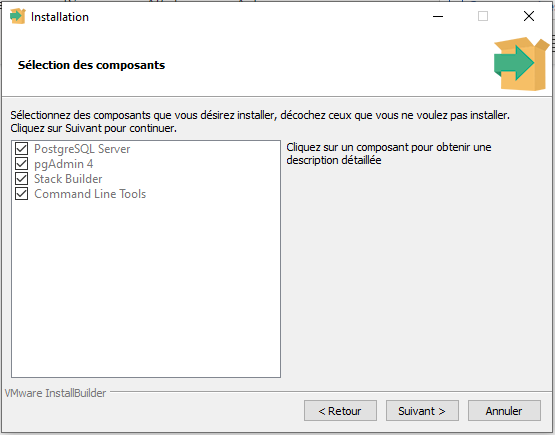 Installation
Sélection des composants
Sélectionnez des composants que vous désirez installer, décochez ceux que vous ne voulez pas installer.
Cliquez sur Suivant pour continuer.
PostgreSQL Server
pgAdmin 4
Stack Builder
Command Line Tools
Cliquez sur un composant pour obtenir une
description détaillée
VMware InstallBuilder
< Retour
Suivant >
Annuler